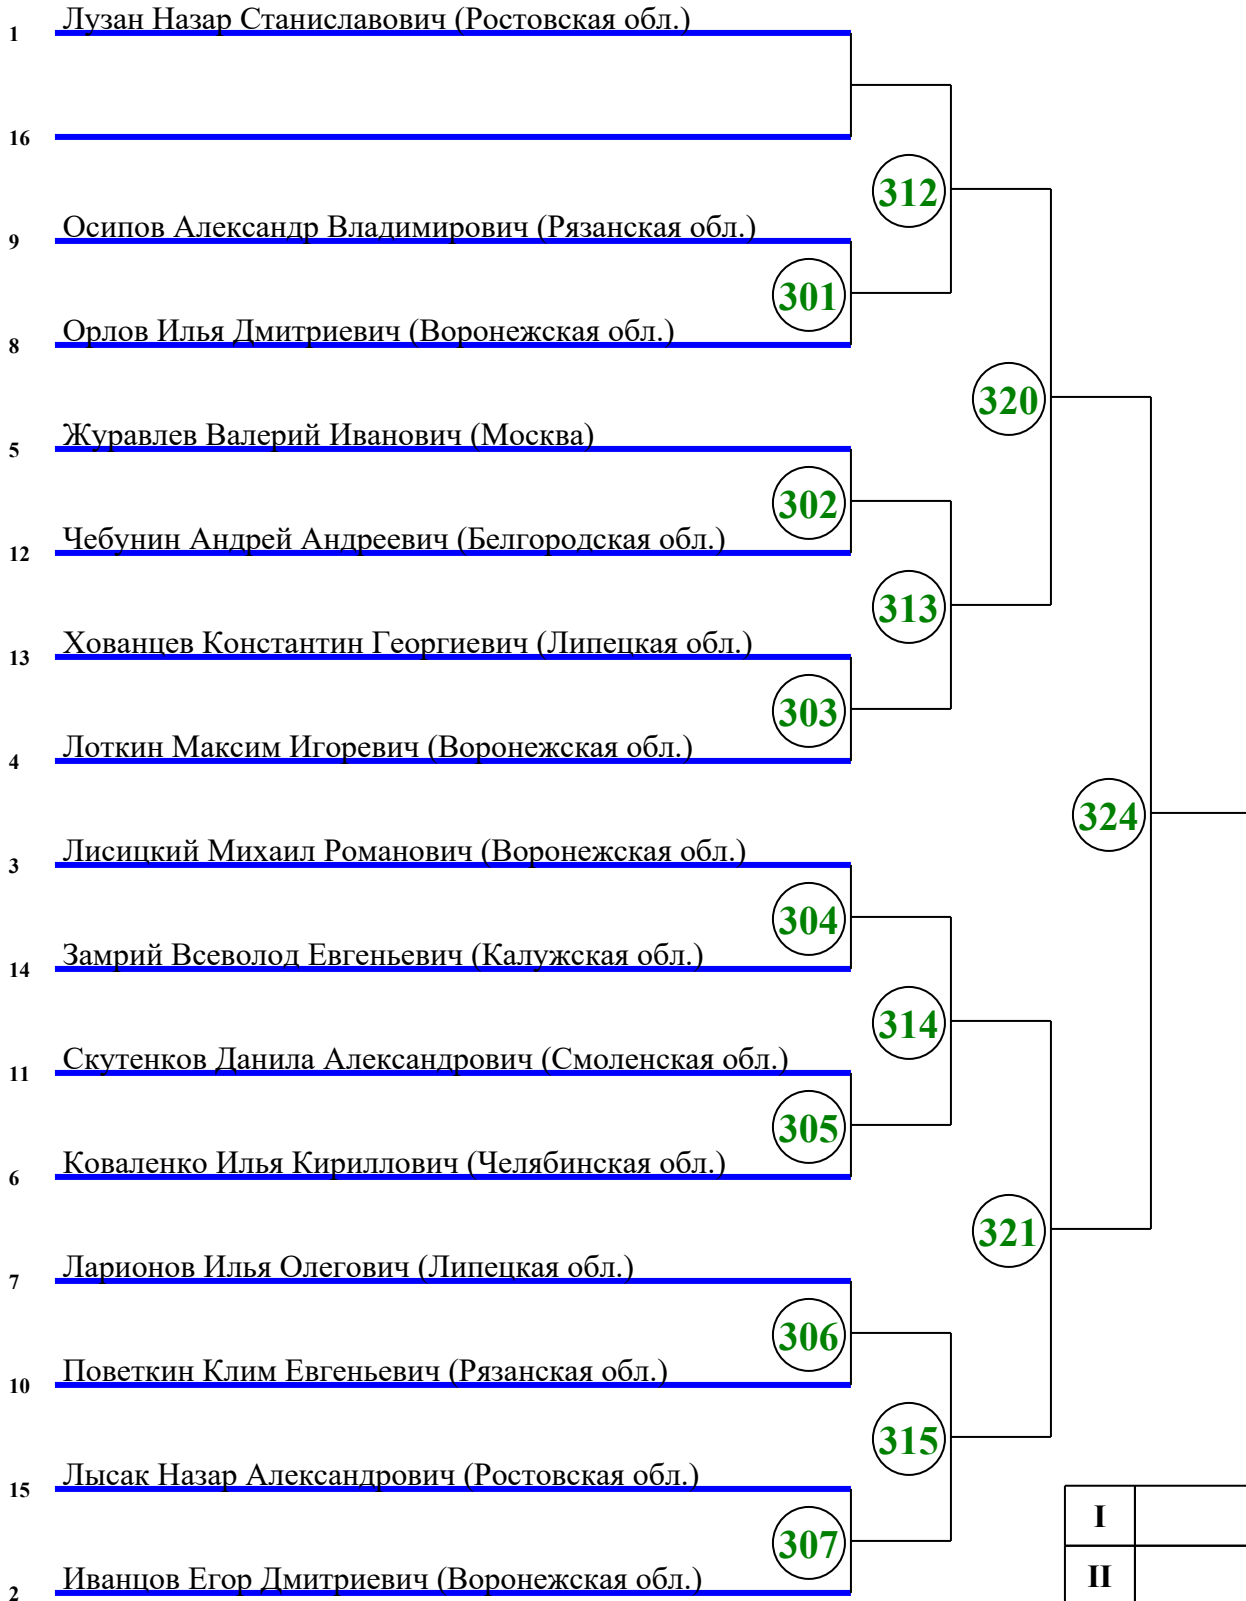 1 Лузан Назар Станиславович (Ростовская обл.)
16
312
9 Осипов Александр Владимирович (Рязанская обл.)
301
8 Орлов Илья Дмитриевич (Воронежская обл.)
320
5 Журавлев Валерий Иванович (Москва)
302
12 Чебунин Андрей Андреевич (Белгородская обл.)
313
13 Хованцев Константин Георгиевич (Липецкая обл.)
303
4 Лоткин Максим Игоревич (Воронежская обл.)
324
3 Лисицкий Михаил Романович (Воронежская обл.)
304
14 Замрий Всеволод Евгеньевич (Калужская обл.)
314
11 Скутенков Данила Александрович (Смоленская обл.)
305
6 Коваленко Илья Кириллович (Челябинская обл.)
321
7 Ларионов Илья Олегович (Липецкая обл.)
306
10 Поветкин Клим Евгеньевич (Рязанская обл.)
315
15 Лысак Назар Александрович (Ростовская обл.)
I
307
II
2 Иванцов Егор Дмитриевич (Воронежская обл.)